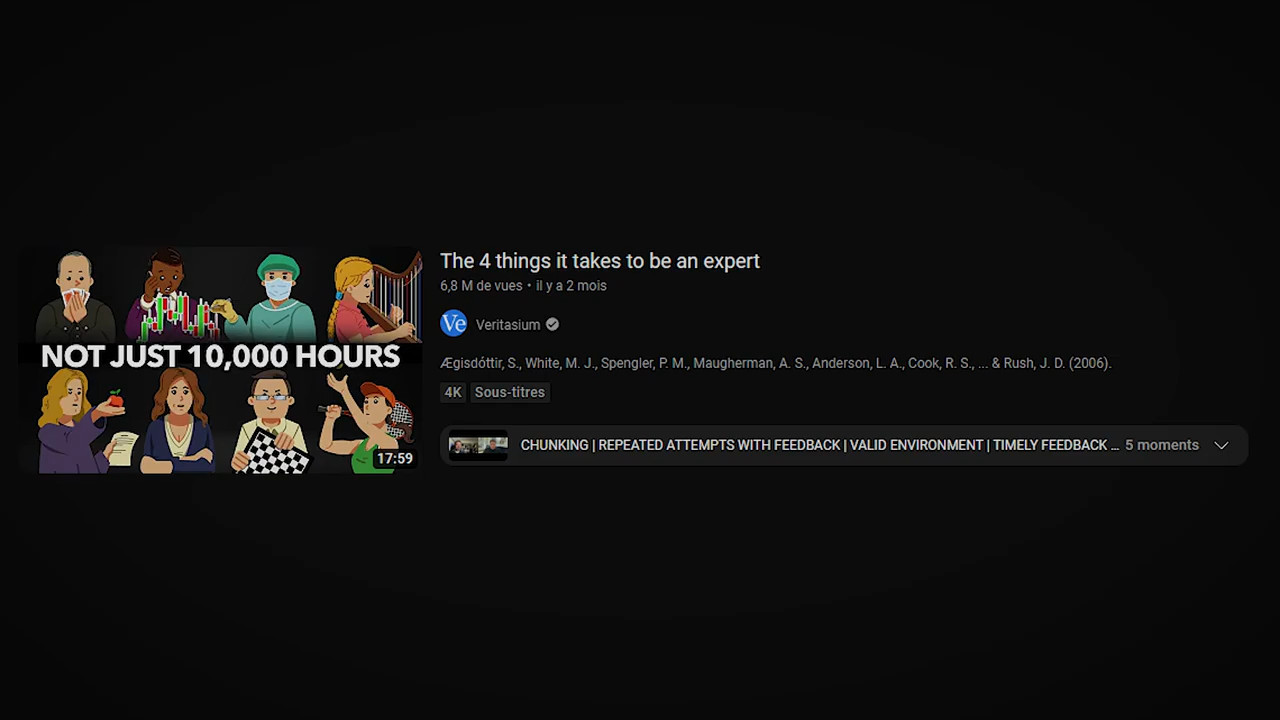 NOT JUST 10,000 HOURS
17:59
The 4 things it takes to be an expert
6,8 M de vues • il y a 2 mois
Ve Veritasium
Ægisdóttir, S., White, M. J., Spengler, P. M., Maugherman, A. S., Anderson, L. A., Cook, R. S., ... & Rush, J. D. (2006).
4K Sous-titres
CHUNKING | REPEATED ATTEMPTS WITH FEEDBACK | VALID ENVIRONMENT | TIMELY FEEDBACK ... 5 moments